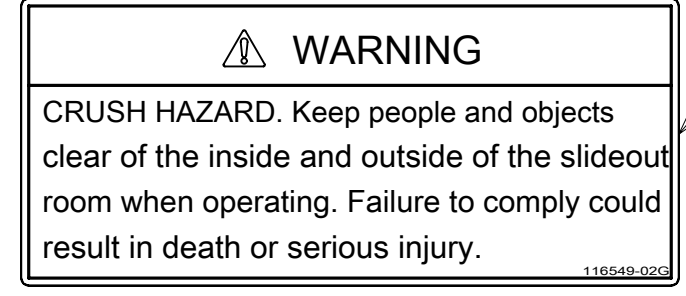 WARNING
CRUSH HAZARD. Keep people and objects
clear of the inside and outside of the slideout
room when operating. Failure to comply could
result in death or serious injury.
116549-02G